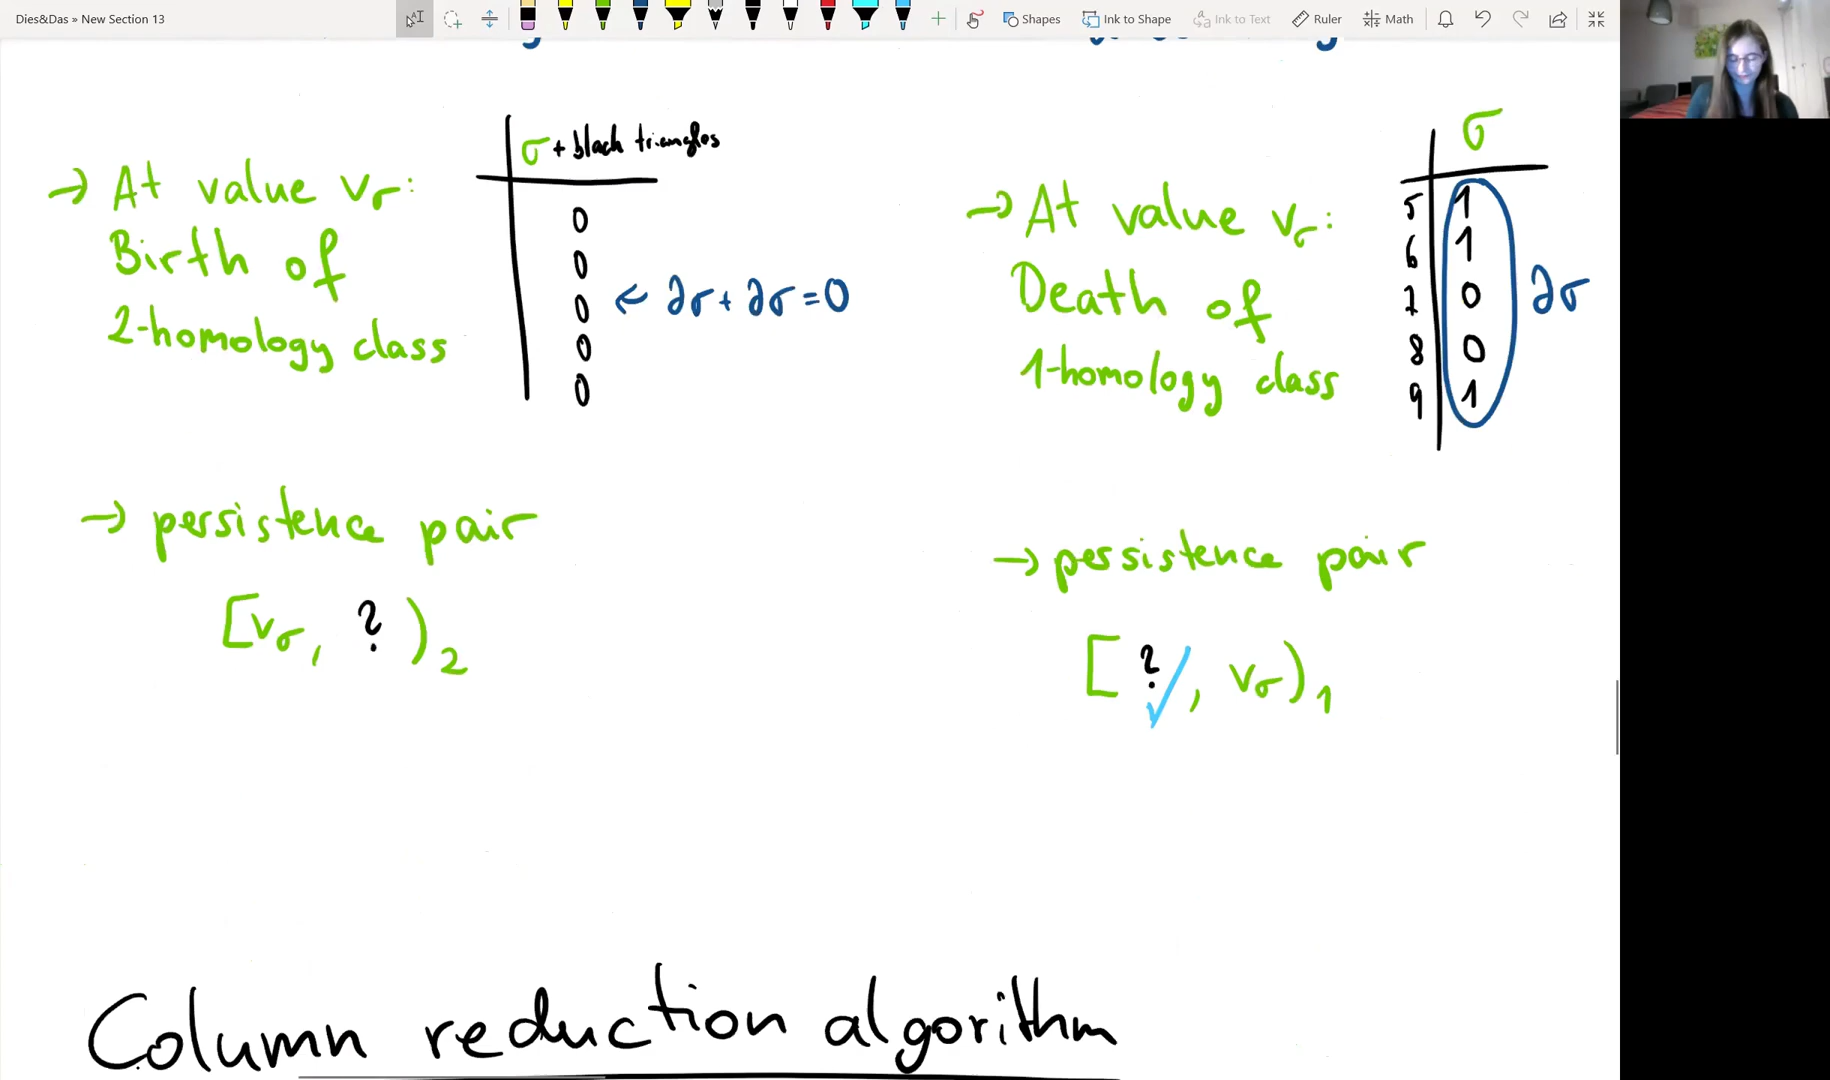 Dies&Das » New Section 13
Shapes
Ink to Shape
Ink to Text
Ruler
Math
σ + black triangles
→ At value vσ:
Birth of
2-homology class
0
0
0 ← ∂σ + ∂σ = 0
0
0
→ persistence pair
[vσ, ?)₂
σ
→ At value vσ:
Death of
1-homology class
5 1
6 1
7 0 ∂σ
8 0
9 1
→ persistence pair
[?, vσ)₁
Column reduction algorithm